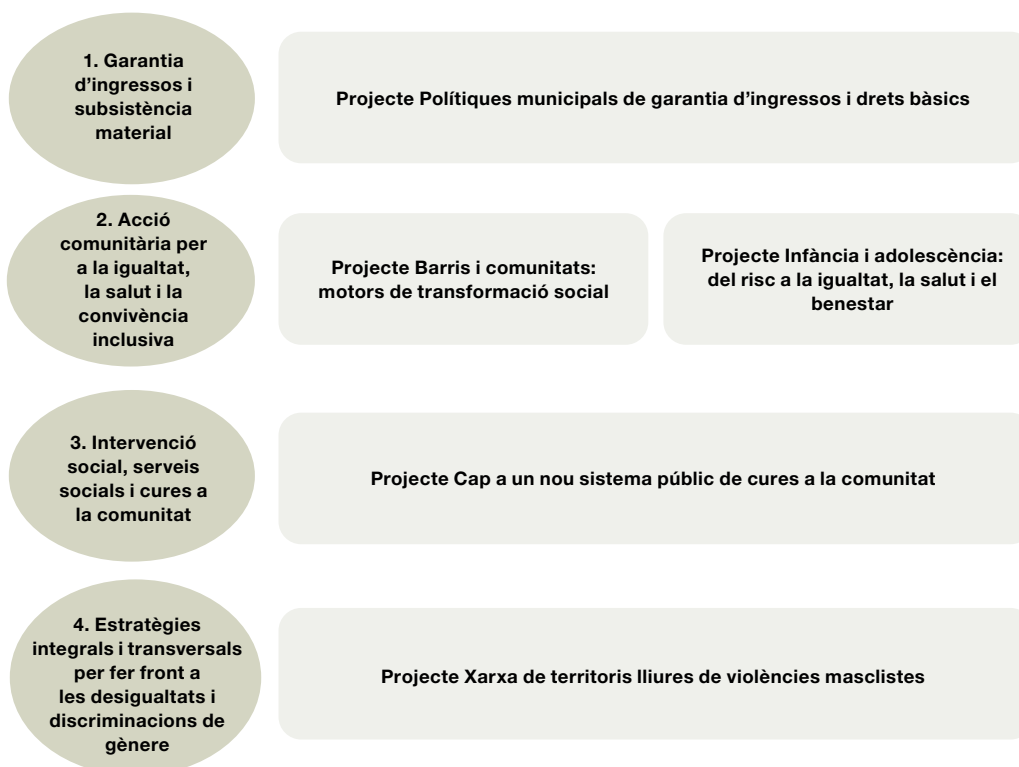 1. Garantia
d’ingressos i
subsistència
material
Projecte Polítiques municipals de garantia d’ingressos i drets bàsics
2. Acció
comunitària per
a la igualtat,
la salut i la
convivència
inclusiva
Projecte Barris i comunitats:
motors de transformació social
Projecte Infància i adolescència:
del risc a la igualtat, la salut i el
benestar
3. Intervenció
social, serveis
socials i cures a
la comunitat
Projecte Cap a un nou sistema públic de cures a la comunitat
4. Estratègies
integrals i transversals
per fer front a
les desigualtats i
discriminacions de
gènere
Projecte Xarxa de territoris lliures de violències masclistes